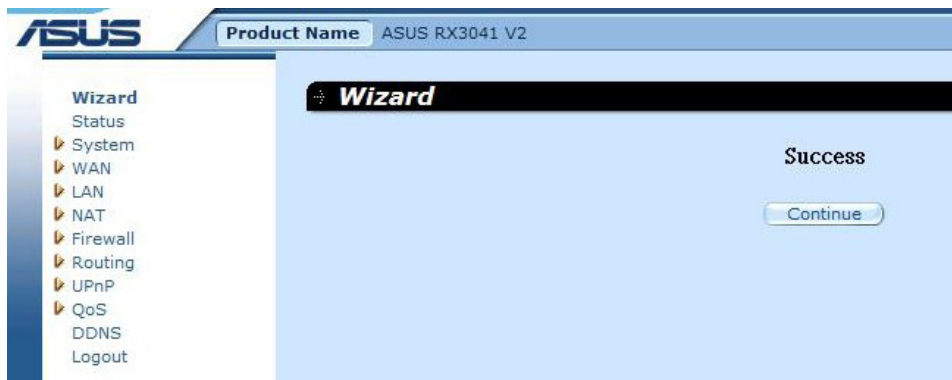 ASUS
Product Name ASUS RX3041 V2
Wizard
Status
System
WAN
LAN
NAT
Firewall
Routing
UPnP
QoS
DDNS
Logout
Wizard
Success
Continue